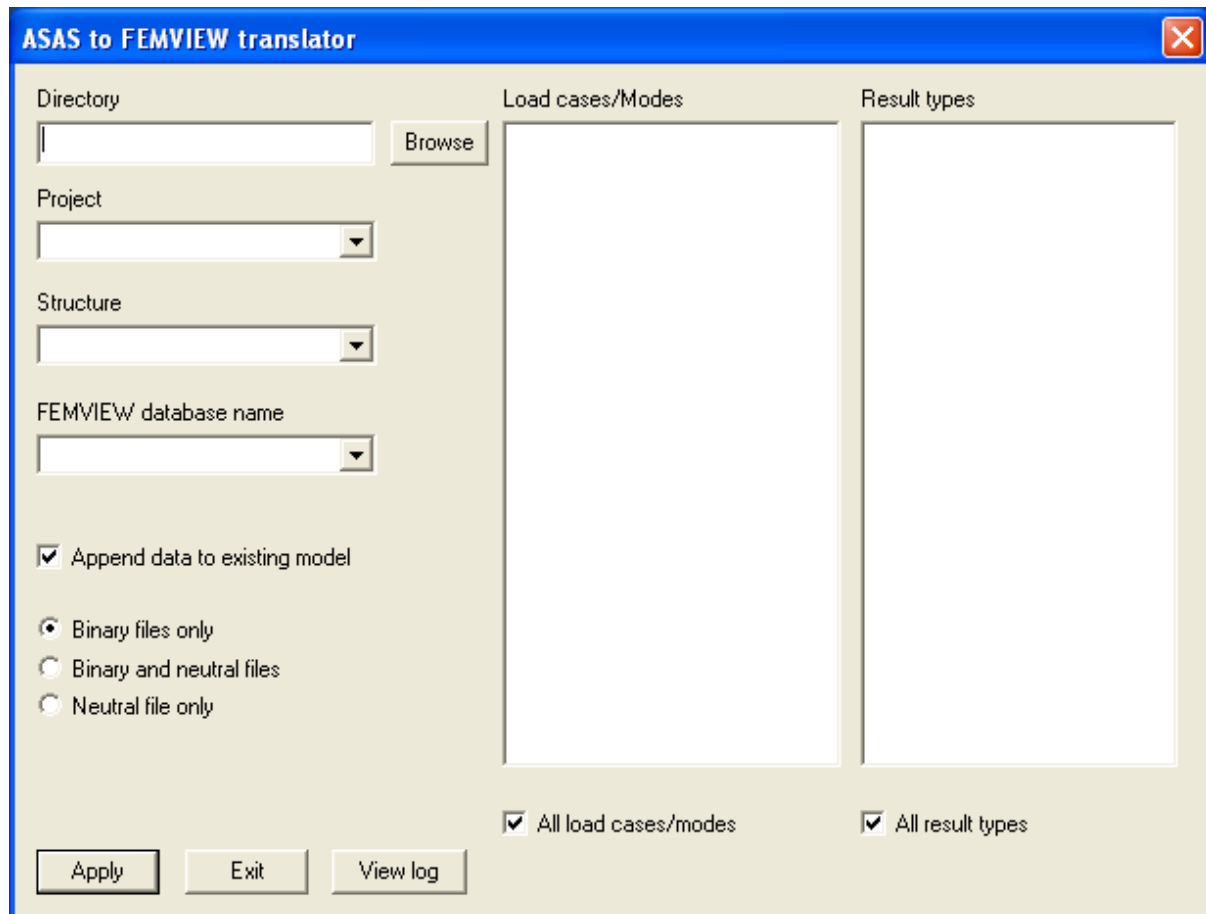 ASAS to FEMVIEW translator
Directory
Browse
Project
Structure
FEMVIEW database name
Append data to existing model
Binary files only
Binary and neutral files
Neutral file only
Load cases/Modes
All load cases/modes
Result types
All result types
Apply
Exit
View log